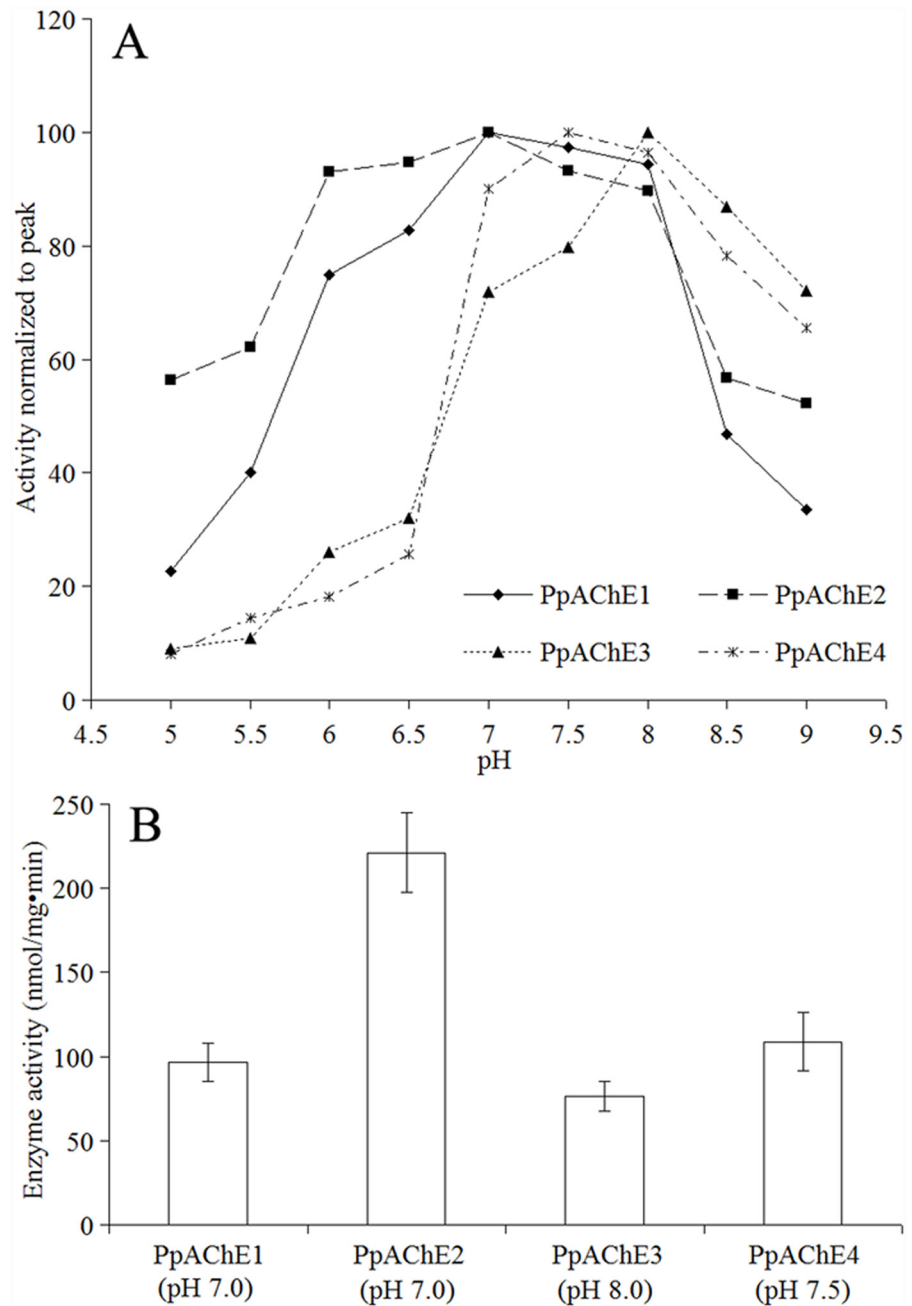 A
120
100
80
60
40
20
0
Activity normalized to peak
PpAChE1 PpAChE2
PpAChE3 PpAChE4
4.5 5 5.5 6 6.5 7 7.5 8 8.5 9 9.5
pH
B
250
200
150
100
50
0
Enzyme activity (nmol/mg•min)
PpAChE1 PpAChE2 PpAChE3 PpAChE4
(pH 7.0) (pH 7.0) (pH 8.0) (pH 7.5)